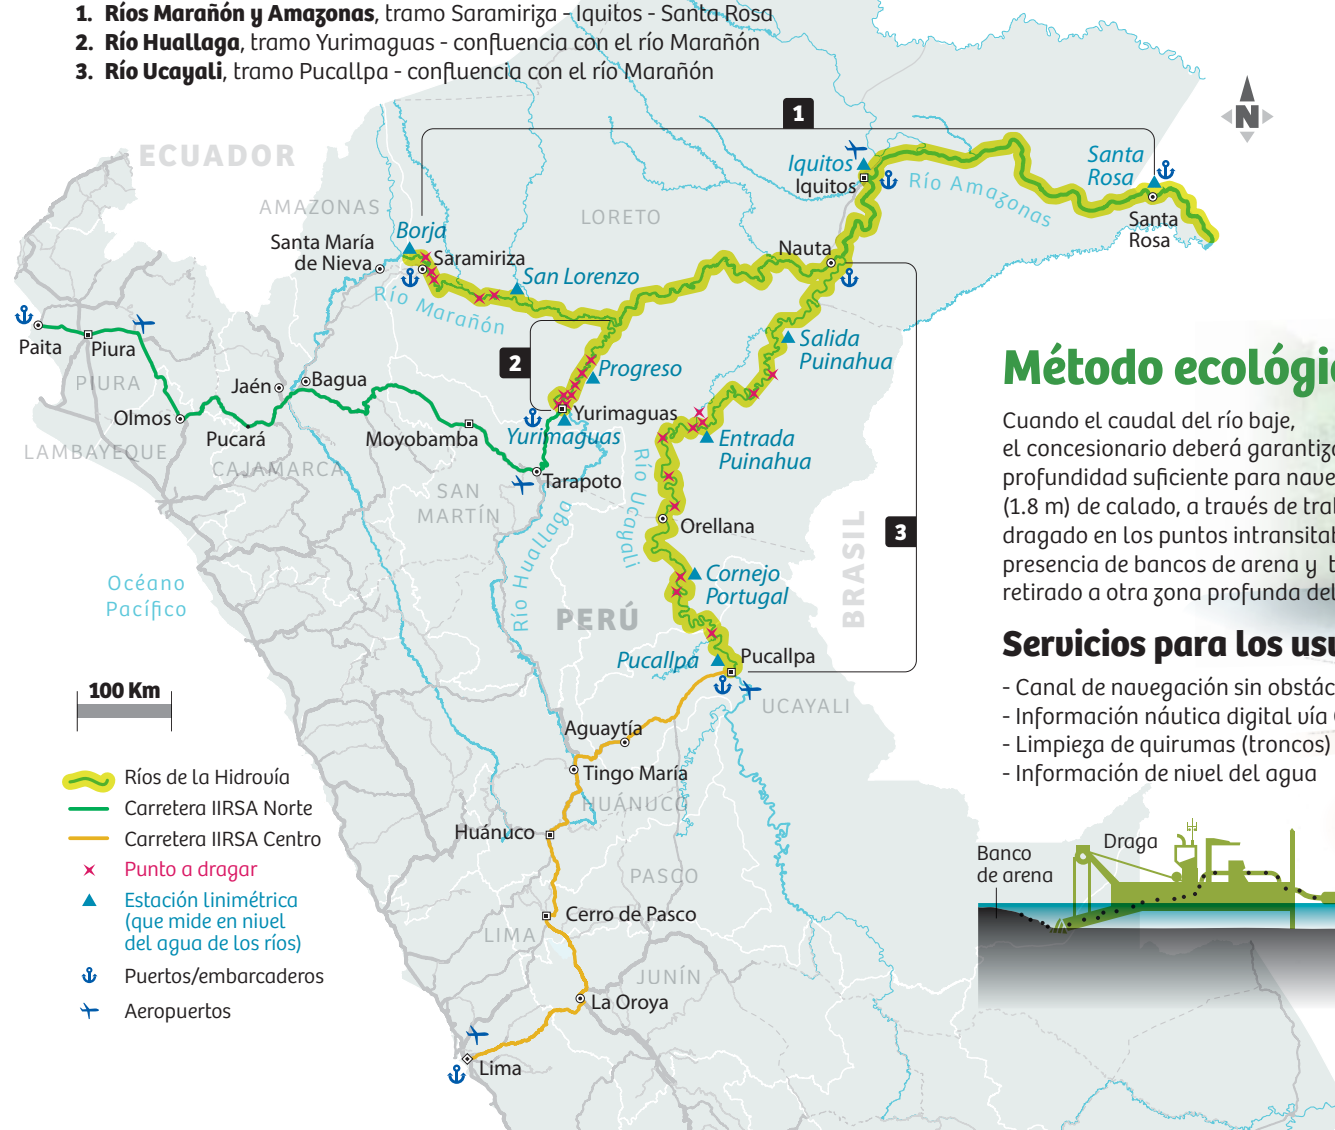 1. Ríos Marañón y Amazonas, tramo Saramiriza - Iquitos - Santa Rosa
2. Río Huallaga, tramo Yurimaguas - confluencia con el río Marañón
3. Río Ucayali, tramo Pucallpa - confluencia con el río Marañón
1
N
ECUADOR
AMAZONAS
LORETO
Iquitos
Iquitos
Río Amazonas
Santa
Rosa
Santa
Rosa
Borja
Santa María
de Nieva
Saramiriza
San Lorenzo
Río Marañón
Nauta
Paita
Piura
PIURA
Olmos
LAMBAYEQUE
Jaén
Bagua
Pucará
CAJAMARCA
Moyobamba
2
Progreso
Yurimaguas
Yurimaguas
Tarapoto
SAN
MARTÍN
Río Huallaga
Río Ucayali
Salida
Puinahua
Entrada
Puinahua
Orellana
3
BRASIL
Cornejo
Portugal
PERÚ
Océano
Pacífico
Pucallpa
Pucallpa
UCAYALI
Aguaytía
Tingo María
HUÁNUCO
Huánuco
PASCO
Cerro de Pasco
LIMA
JUNÍN
La Oroya
Lima
100 Km
Ríos de la Hidrovía
Carretera IIRSA Norte
Carretera IIRSA Centro
Punto a dragar
Estación linimétrica
(que mide en nivel
del agua de los ríos)
Puertos/embarcaderos
Aeropuertos
Método ecológic
Cuando el caudal del río baje,
el concesionario deberá garantiza
profundidad suficiente para nave
(1.8 m) de calado, a través de tra
dragado en los puntos intransitab
presencia de bancos de arena y t
retirado a otra zona profunda del
Servicios para los usu
- Canal de navegación sin obstác
- Información náutica digital vía
- Limpieza de quirumas (troncos)
- Información de nivel del agua
Banco
de arena
Draga